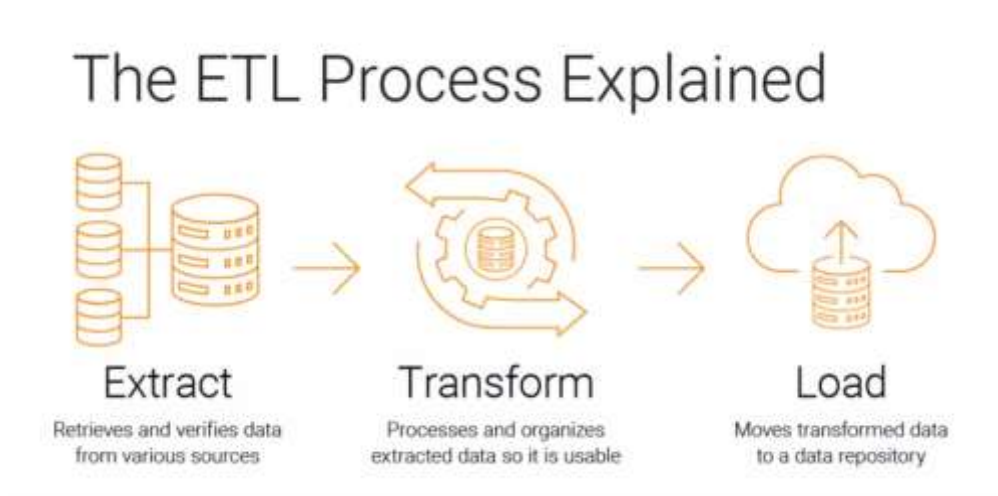 The ETL Process Explained
Extract
Retrieves and verifies data
from various sources
Transform
Processes and organizes
extracted data so it is usable
Load
Moves transformed data
to a data repository